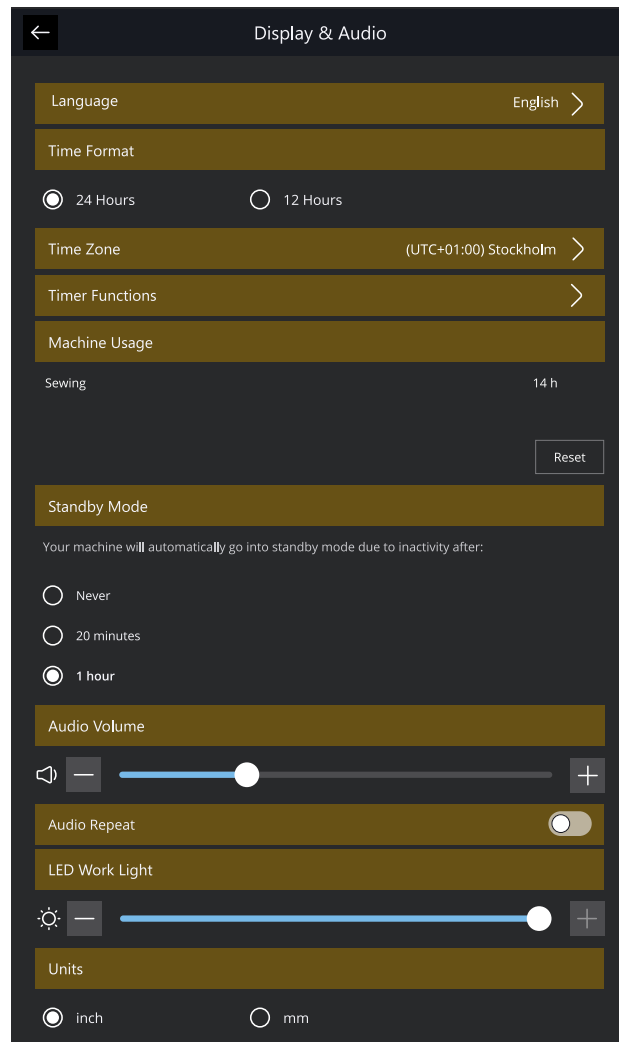 Display & Audio
Language English
Time Format
24 Hours 12 Hours
Time Zone (UTC+01:00) Stockholm
Timer Functions
Machine Usage
Sewing 14 h
Reset
Standby Mode
Your machine will automatically go into standby mode due to inactivity after:
Never
20 minutes
1 hour
Audio Volume
Audio Repeat
LED Work Light
Units
inch mm